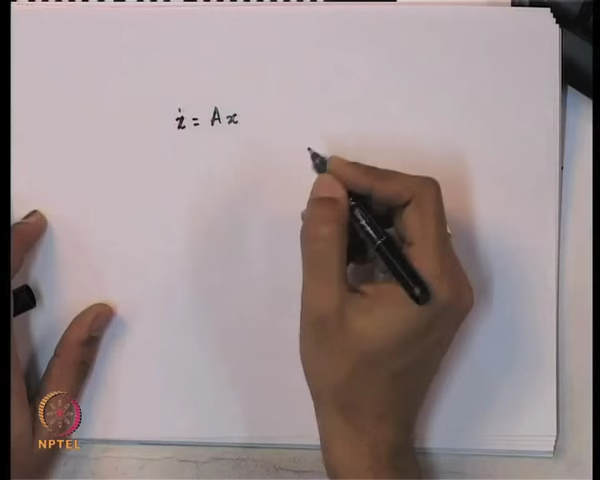 ẋ = Ax
NPTEL